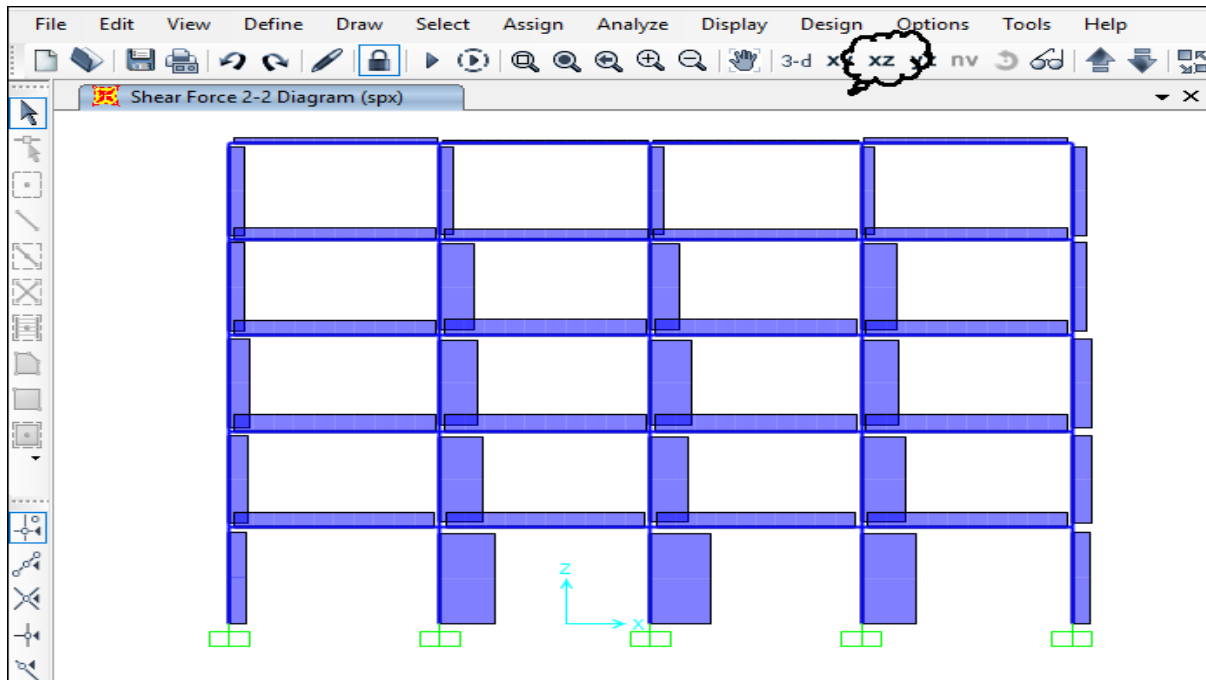 File Edit View Define Draw Select Assign Analyze Display Design Options Tools Help
3-d xz nv
Shear Force 2-2 Diagram (spx)
Z
X